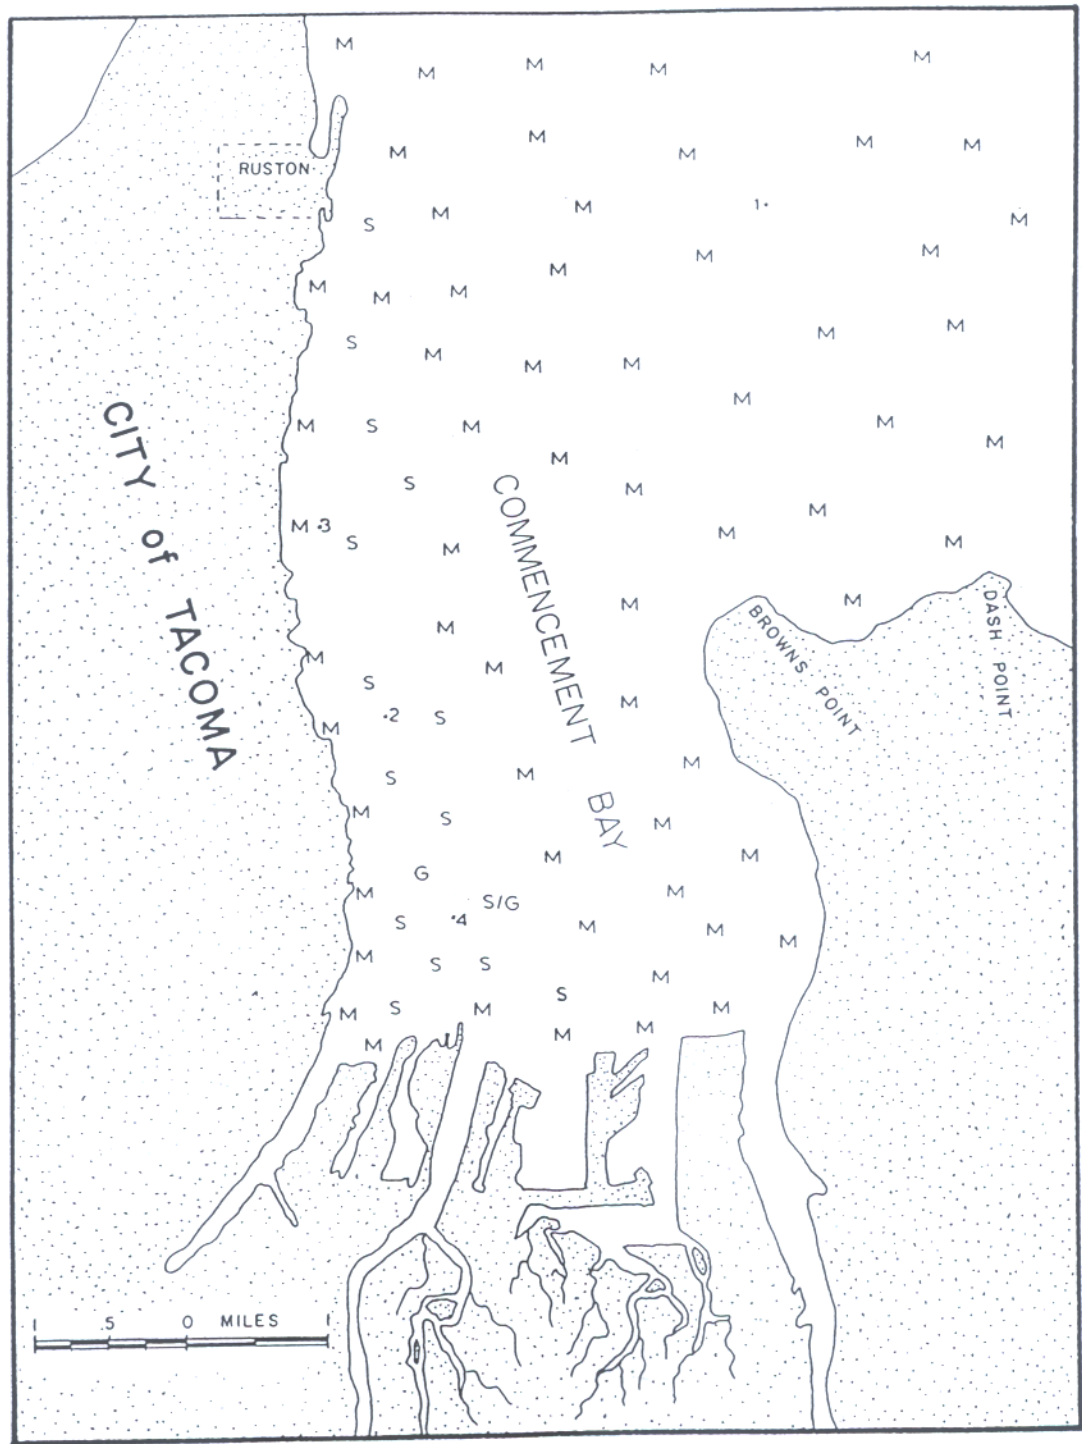 M
M M M M
M M M M M
RUSTON
S M M 1. M
M M M
M M M
S M M M M M
M M
M S M M M
M
S M
M
CITY of TACOMA
COMMENCEMENT BAY
M .3 S M M M
M M
BROWNS POINT
DASH POINT
M
M M
S
.2 S M
M
M
S M
M S M
M M
G
M S/G M
S .4 M M M
M S S M
S
M S M M M
M M
1 .5 0 MILES 1